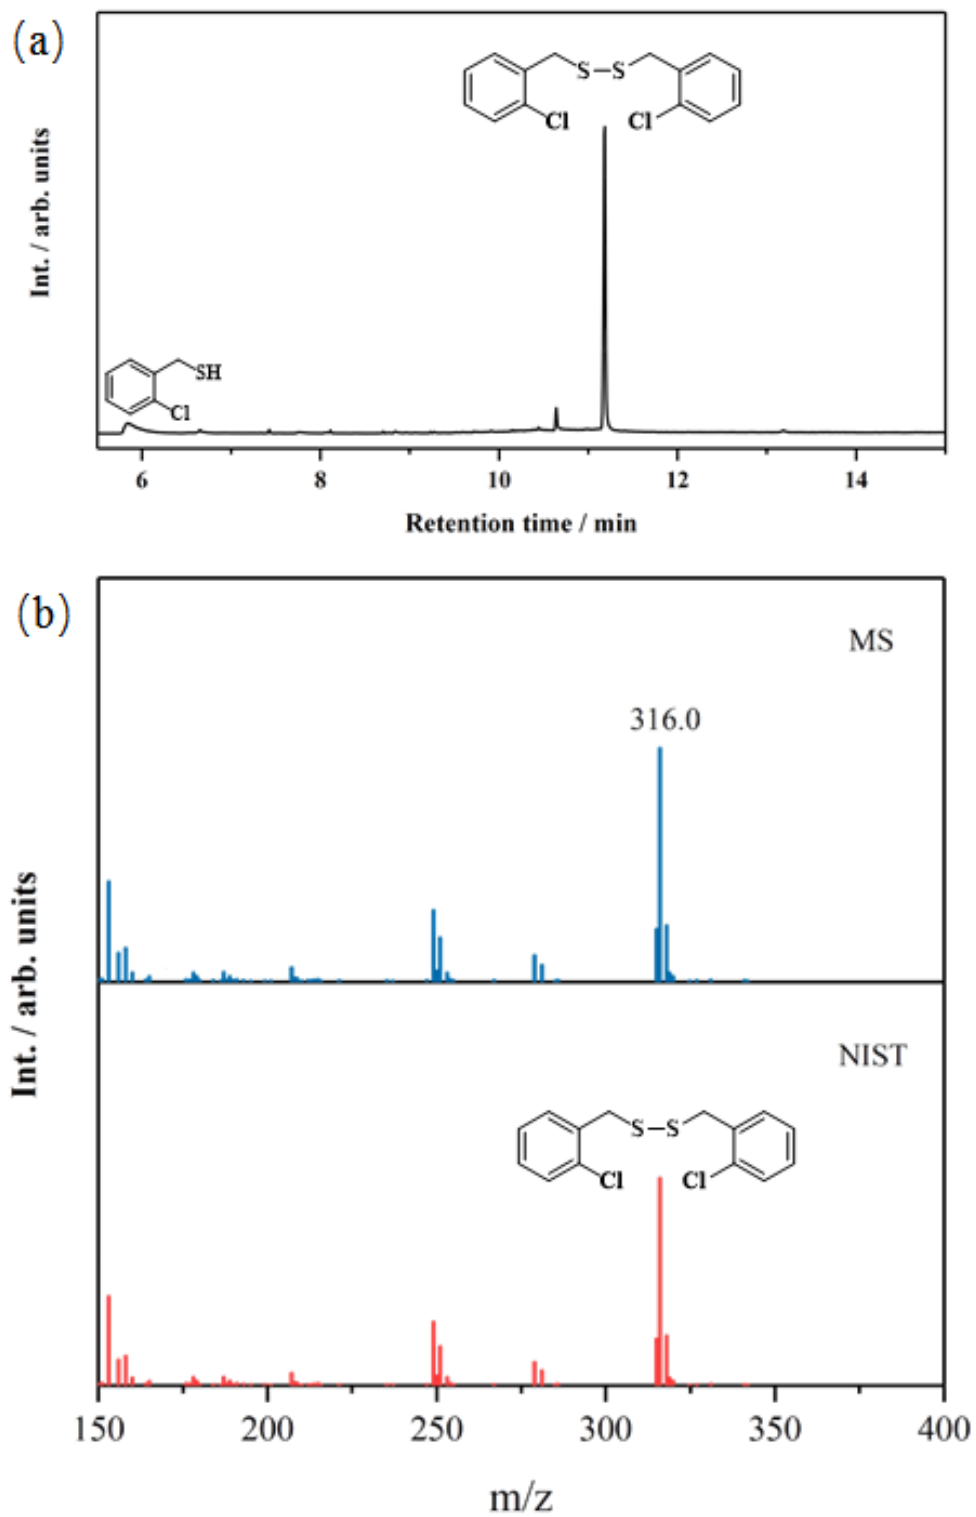 (a)
Int. / arb. units
S–S
Cl Cl
SH
Cl
6 8 10 12 14
Retention time / min
(b)
MS
316.0
Int. / arb. units
NIST
S–S
Cl Cl
150 200 250 300 350 400
m/z